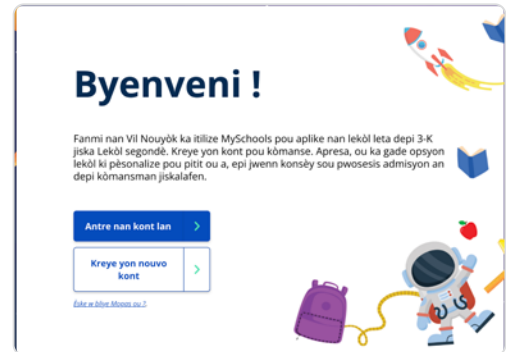 Byenveni !
Fanmi nan Vil Nouyòk ka itilize MySchools pou aplike nan lekòl leta depi 3-K
jiska Lekòl segondè. Kreye yon kont pou kòmanse. Apresa, ou ka gade opsyon
lekòl ki pèsonalize pou pitit ou a, epi jwenn konsèy sou pwosesis admisyon an
depi kòmansman jiskalafen.
Antre nan kont lan
Kreye yon nouvo
kont
Èske w bliye Mopas ou ?.